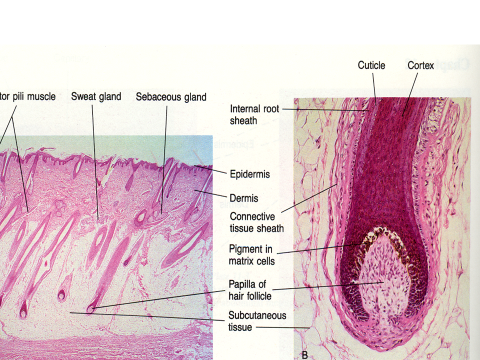 Cuticle Cortex
tor pili muscle Sweat gland Sebaceous gland
Internal root
sheath
Epidermis
Dermis
Connective
tissue sheath
Pigment in
matrix cells
Papilla of
hair follicle
Subcutaneous
tissue
B